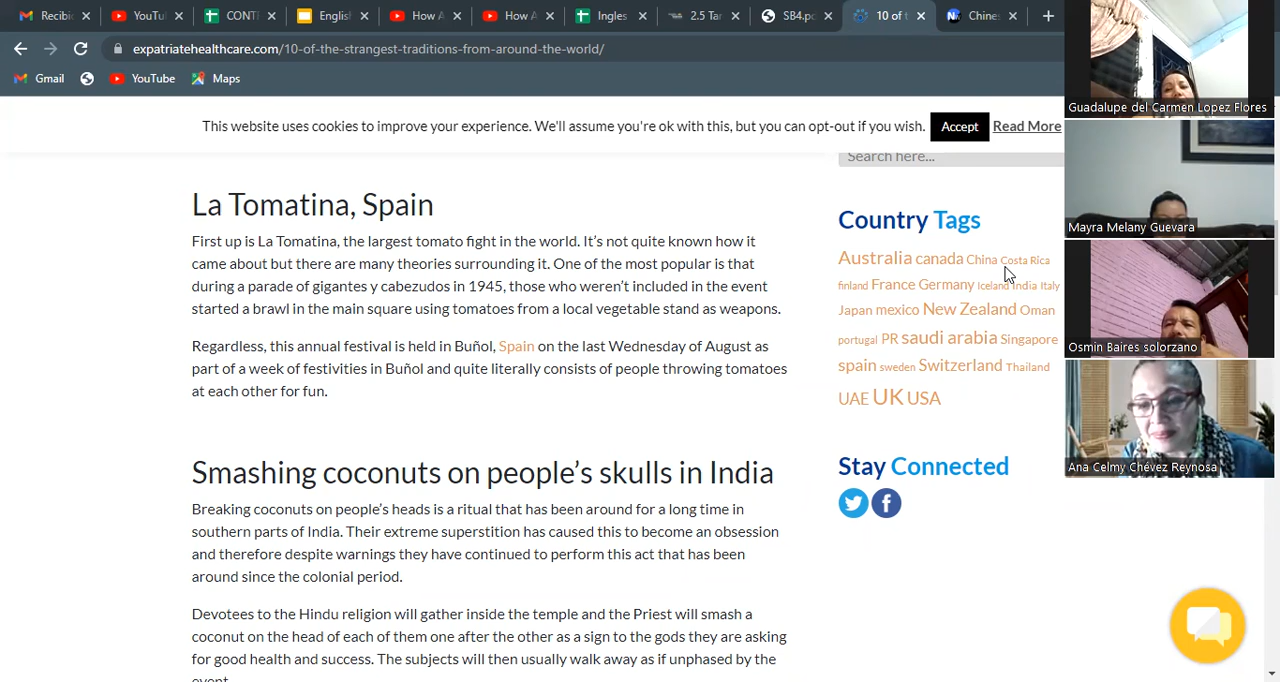 Recibic
YouTu
CONTI
Englis
How A
How A
Ingles
2.5 Tar
SB4.pc
10 of t
Chines
expatriatehealthcare.com/10-of-the-strangest-traditions-from-around-the-world/
Gmail
YouTube
Maps
This website uses cookies to improve your experience. We'll assume you're ok with this, but you can opt-out if you wish.
Accept
Read More
Search here...
La Tomatina, Spain
First up is La Tomatina, the largest tomato fight in the world. It's not quite known how it
came about but there are many theories surrounding it. One of the most popular is that
during a parade of gigantes y cabezudos in 1945, those who weren't included in the event
started a brawl in the main square using tomatoes from a local vegetable stand as weapons.
Regardless, this annual festival is held in Buñol, Spain on the last Wednesday of August as
part of a week of festivities in Buñol and quite literally consists of people throwing tomatoes
at each other for fun.
Smashing coconuts on people's skulls in India
Breaking coconuts on people's heads is a ritual that has been around for a long time in
southern parts of India. Their extreme superstition has caused this to become an obsession
and therefore despite warnings they have continued to perform this act that has been
around since the colonial period.
Devotees to the Hindu religion will gather inside the temple and the Priest will smash a
coconut on the head of each of them one after the other as a sign to the gods they are asking
for good health and success. The subjects will then usually walk away as if unphased by the
event.
Country Tags
Australia canada China Costa Rica
finland France Germany Iceland India Italy
Japan mexico New Zealand Oman
portugal PR saudi arabia Singapore
spain sweden Switzerland Thailand
UAE UK USA
Stay Connected
Guadalupe del Carmen Lopez Flores
Mayra Melany Guevara
Osmin Baires solorzano
Ana Celmy Chévez Reynosa